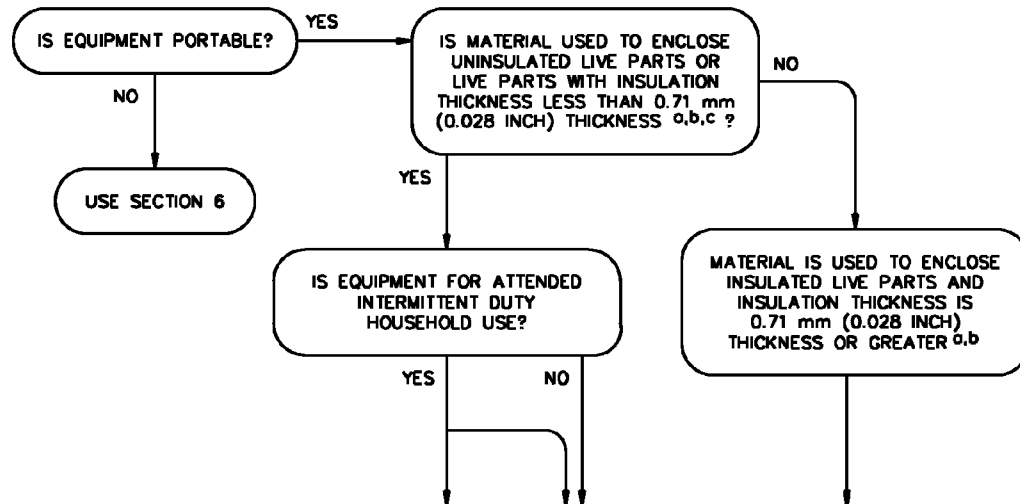 IS EQUIPMENT PORTABLE?
YES
NO
USE SECTION 6
IS MATERIAL USED TO ENCLOSE
UNINSULATED LIVE PARTS OR
LIVE PARTS WITH INSULATION
THICKNESS LESS THAN 0.71 mm
(0.028 INCH) THICKNESS a,b,c ?
NO
YES
IS EQUIPMENT FOR ATTENDED
INTERMITTENT DUTY
HOUSEHOLD USE?
YES
NO
MATERIAL IS USED TO ENCLOSE
INSULATED LIVE PARTS AND
INSULATION THICKNESS IS
0.71 mm (0.028 INCH)
THICKNESS OR GREATER a,b